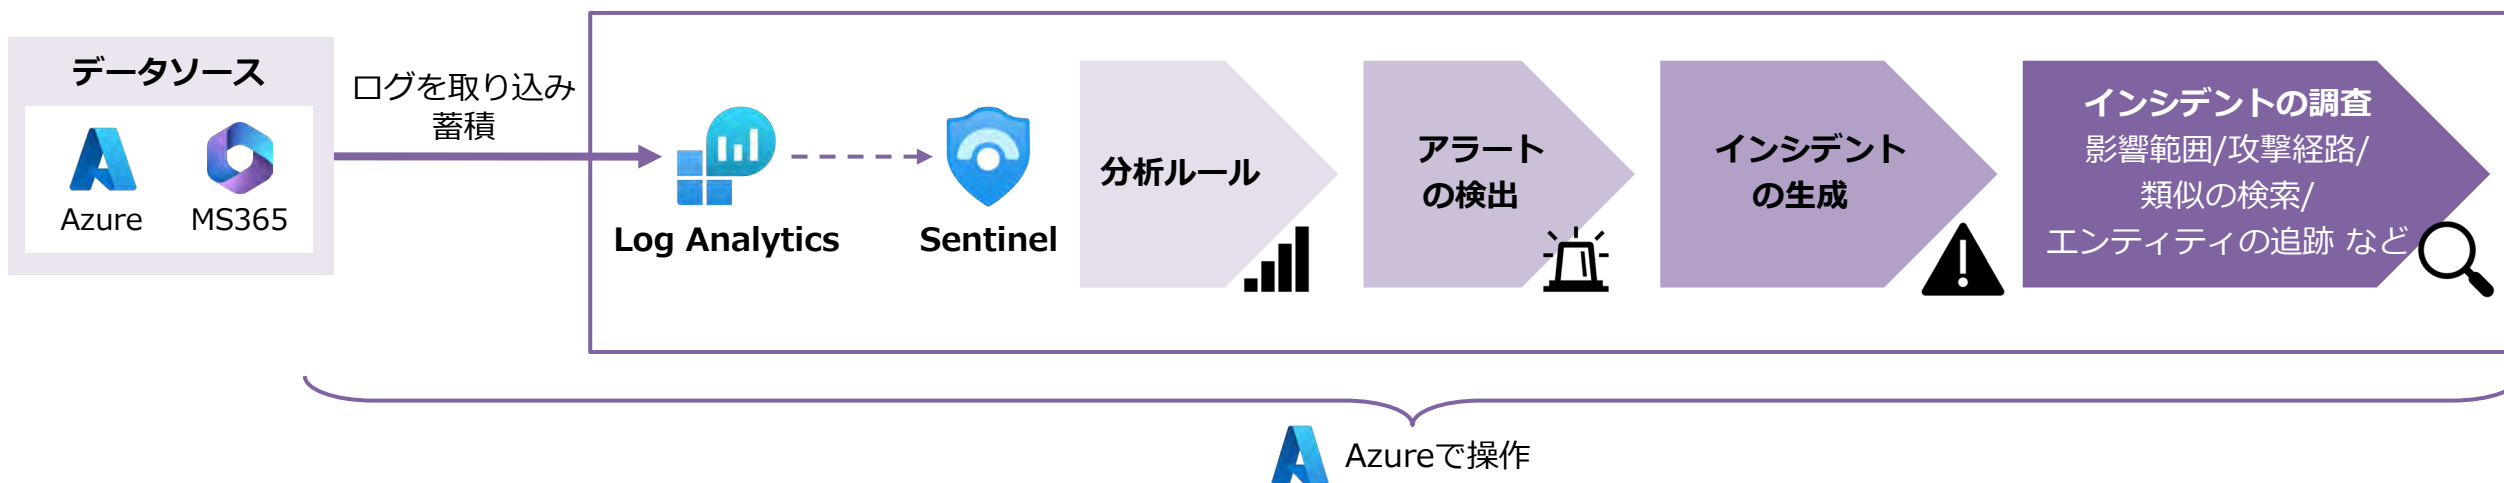 データソース
Azure
MS365
ログを取り込み
蓄積
Log Analytics
Sentinel
分析ルール
アラート
の検出
インシデント
の生成
インシデントの調査
影響範囲/攻撃経路/
類似の検索/
エンティティの追跡 など
Azureで操作